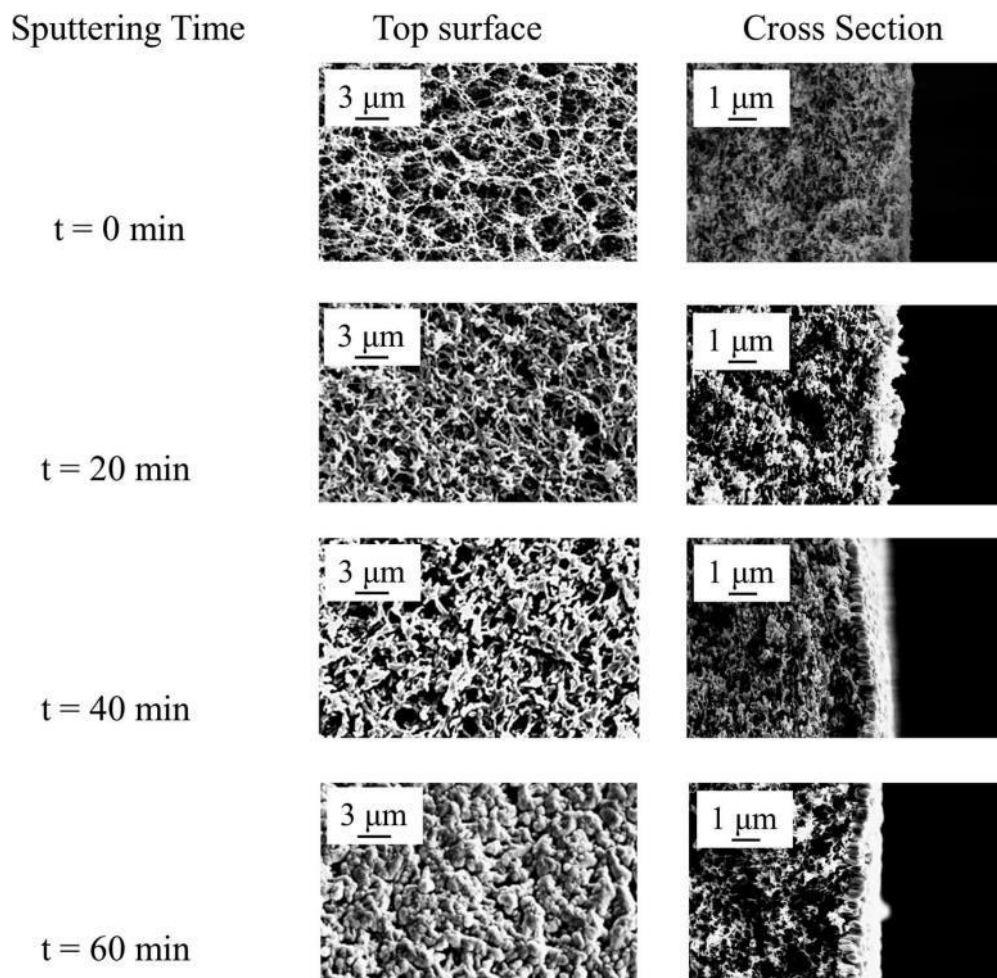 Sputtering Time Top surface Cross Section
3 μm 1 μm
t = 0 min
3 μm 1 μm
t = 20 min
3 μm 1 μm
t = 40 min
3 μm 1 μm
t = 60 min